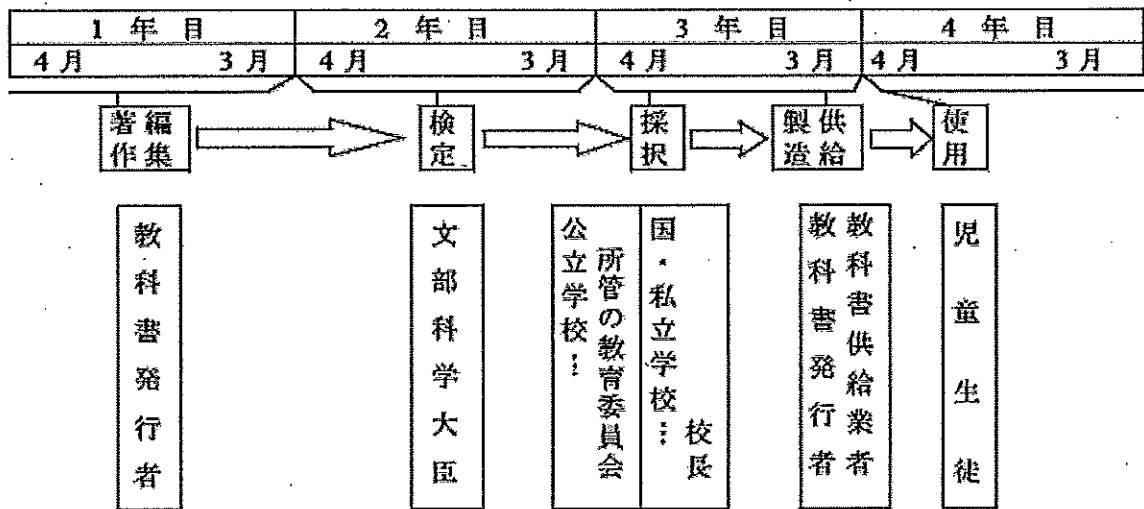 1年目
2年目
3年目
4年目
4月 3月
4月 3月
4月 3月
4月 3月
編集
著作
検定
採択
供給
製造
使用
教科書発行者
文部科学大臣
国・私立学校…
校長
公立学校…
所管の教育委員会
教科書供給業者
教科書発行者
児童生徒